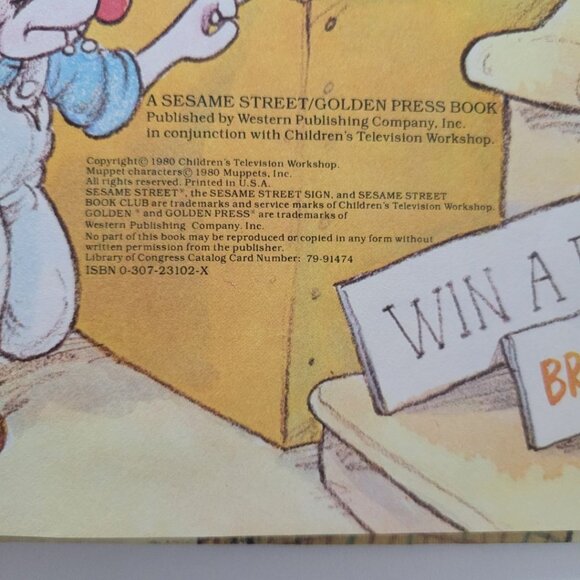 A SESAME STREET/GOLDEN PRESS BOOK
Published by Western Publishing Company, Inc.
in conjunction with Children's Television Workshop.
Copyright© 1980 Children's Television Workshop.
Muppet characters© 1980 Muppets, Inc.
All rights reserved. Printed in U.S.A.
SESAME STREET®, the SESAME STREET SIGN, and SESAME STREET
BOOK CLUB are trademarks and service marks of Children's Television Workshop.
GOLDEN® and GOLDEN PRESS® are trademarks of
Western Publishing Company, Inc.
No part of this book may be reproduced or copied in any form without
written permission from the publisher.
Library of Congress Catalog Card Number: 79-91474
ISBN 0-307-23102-X
WIN A
BR